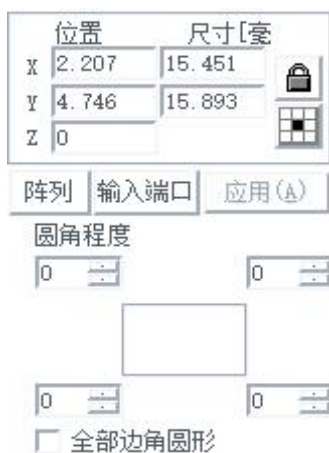 位置 尺寸[毫
X 2.207 15.451
Y 4.746 15.893
Z 0
阵列 输入端口 应用(A)
圆角程度
0 0
0 0
全部边角圆形